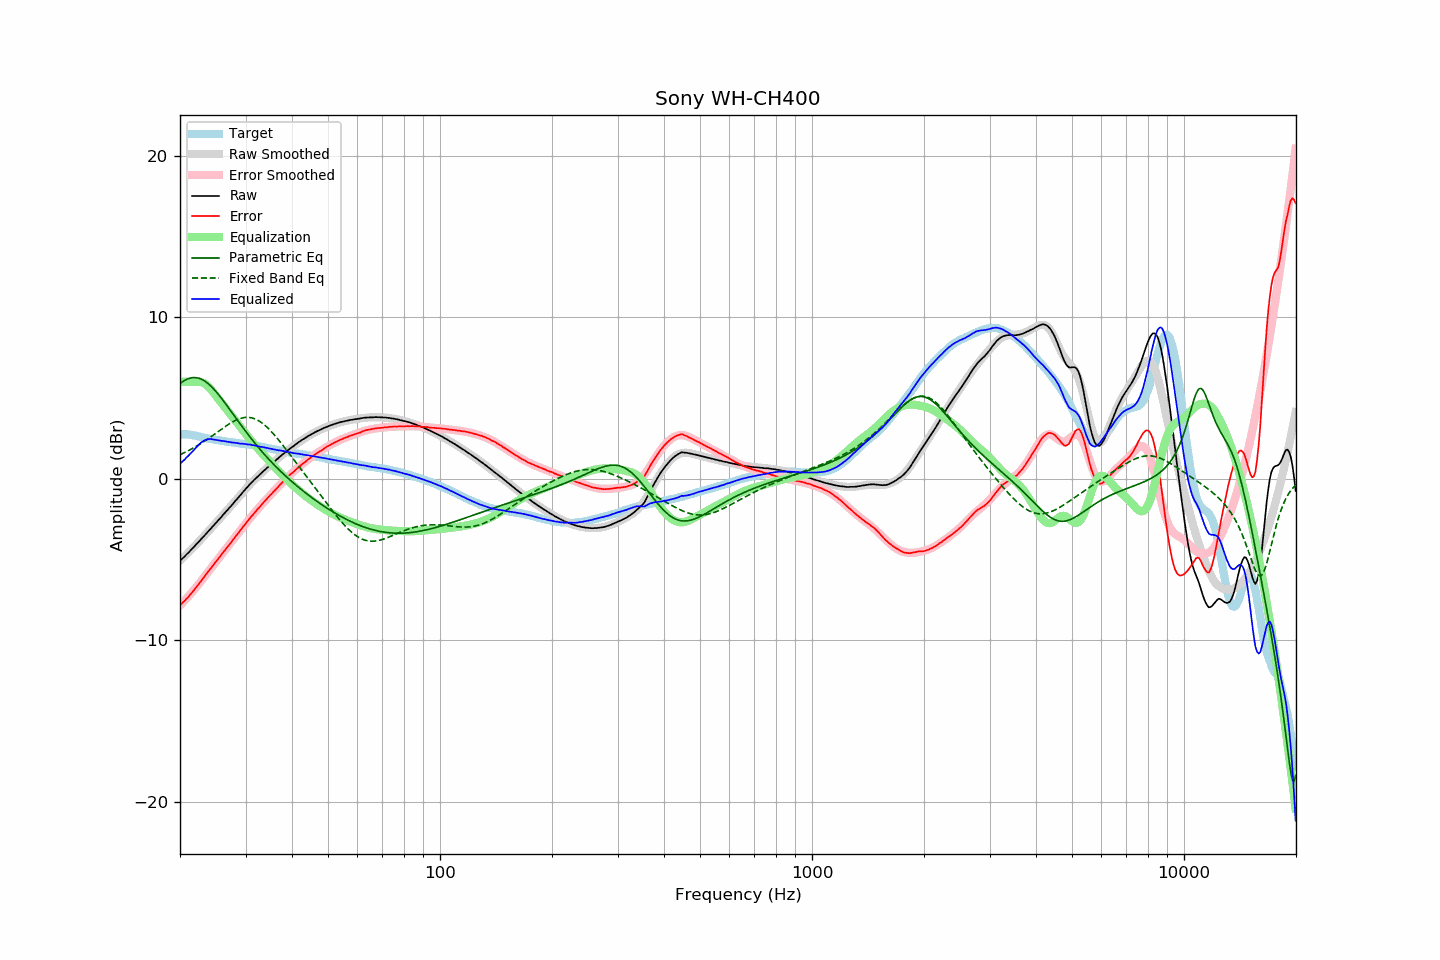 Sony WH-CH400
Target
Raw Smoothed
Error Smoothed
Raw
Error
Equalization
Parametric Eq
Fixed Band Eq
Equalized
20
10
0
−10
−20
Amplitude (dBr)
100
1000
10000
Frequency (Hz)